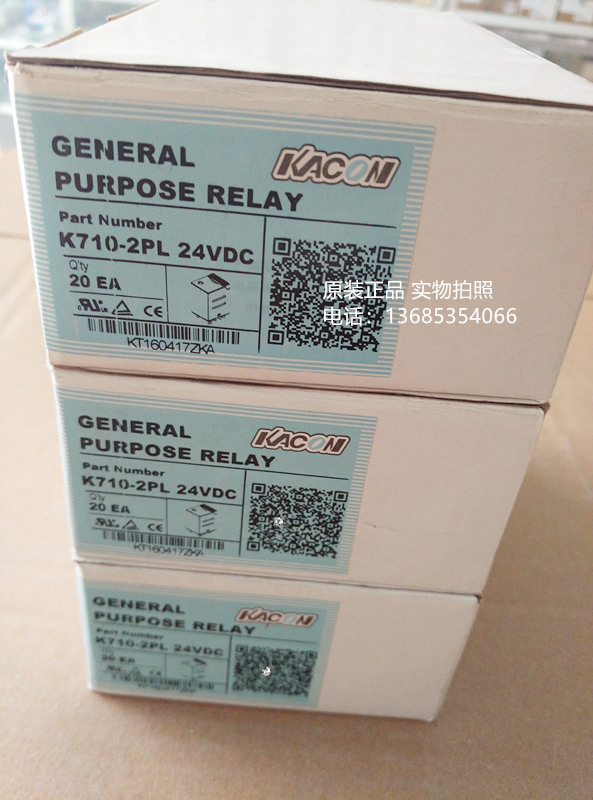 GENERAL
PURPOSE RELAY
KACON
Part Number
K710-2PL 24VDC
Q'ty
20 EA
CE
KT160417ZKA
原装正品 实物拍照
电话：13685354066
GENERAL
PURPOSE RELAY
KACON
Part Number
K710-2PL 24VDC
Q'ty
20 EA
CE
KT160417ZKA
GENERAL
PURPOSE RELAY
KACON
Part Number
K710-2PL 24VDC
20 EA